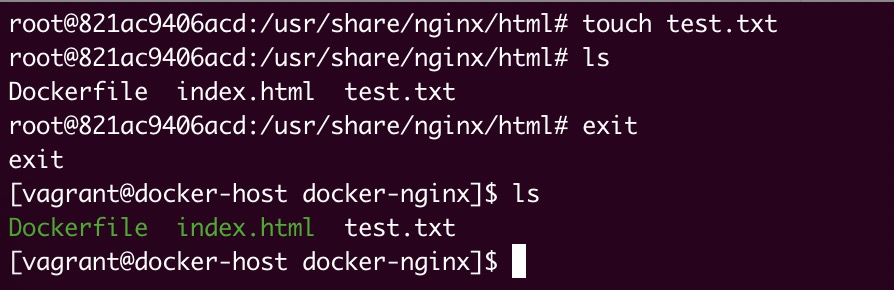 root@821ac9406acd:/usr/share/nginx/html# touch test.txt
root@821ac9406acd:/usr/share/nginx/html# ls
Dockerfile  index.html  test.txt
root@821ac9406acd:/usr/share/nginx/html# exit
exit
[vagrant@docker-host docker-nginx]$ ls
Dockerfile  index.html  test.txt
[vagrant@docker-host docker-nginx]$